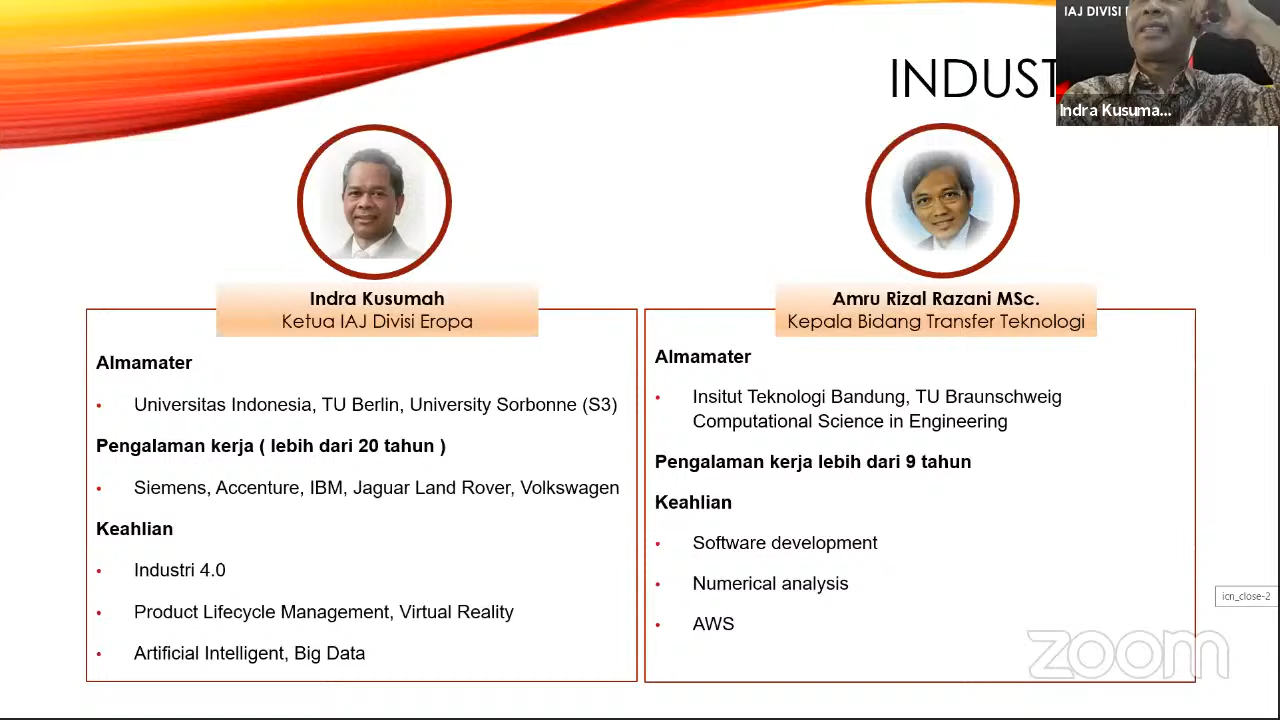 INDUST
IAJ DIVISI
Indra Kusuma...
Indra Kusumah
Ketua IAJ Divisi Eropa
Almamater
• Universitas Indonesia, TU Berlin, University Sorbonne (S3)
Pengalaman kerja ( lebih dari 20 tahun )
• Siemens, Accenture, IBM, Jaguar Land Rover, Volkswagen
Keahlian
• Industri 4.0
• Product Lifecycle Management, Virtual Reality
• Artificial Intelligent, Big Data
Amru Rizal Razani MSc.
Kepala Bidang Transfer Teknologi
Almamater
• Insitut Teknologi Bandung, TU Braunschweig
Computational Science in Engineering
Pengalaman kerja lebih dari 9 tahun
Keahlian
• Software development
• Numerical analysis
• AWS
icn_close-2
zoom